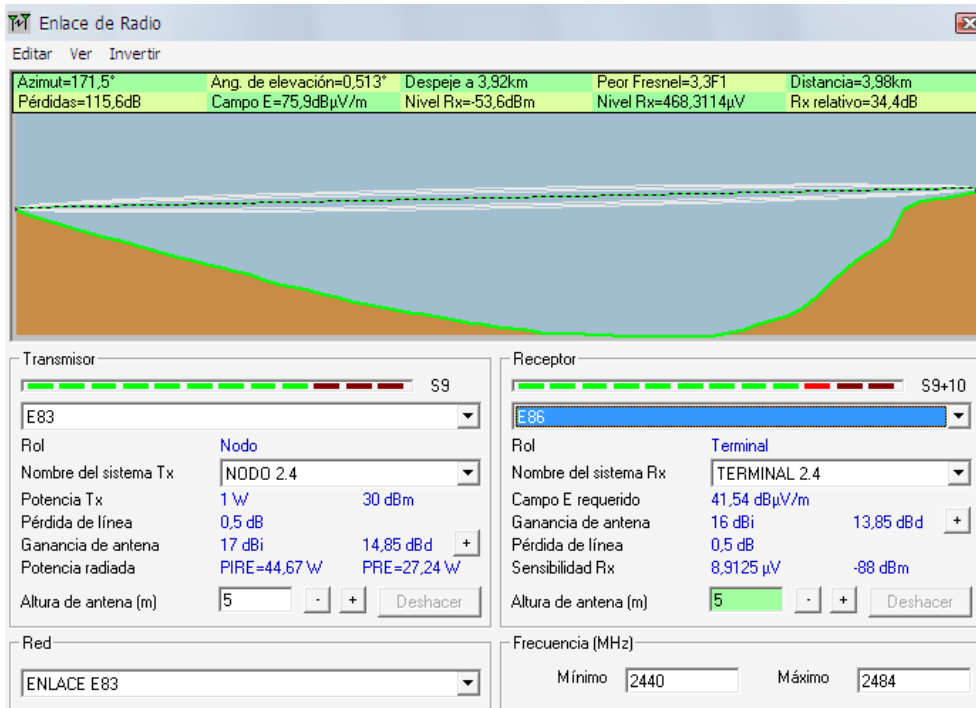 Enlace de Radio
Editar Ver Invertir
Azimut=171,5° Ang. de elevación=0,513° Despeje a 3,92km Peor Fresnel=3,3F1 Distancia=3,98km
Pérdidas=115,6dB Campo E=75,9dBµV/m Nivel Rx=-53,6dBm Nivel Rx=468,3114µV Rx relativo=34,4dB
Transmisor
S9
E83
Rol Nodo
Nombre del sistema Tx NODO 2.4
Potencia Tx 1 W 30 dBm
Pérdida de línea 0,5 dB
Ganancia de antena 17 dBi 14,85 dBd +
Potencia radiada PIRE=44,67 W PRE=27,24 W
Altura de antena (m) 5 - + Deshacer
Red
ENLACE E83
Receptor
S9+10
E86
Rol Terminal
Nombre del sistema Rx TERMINAL 2.4
Campo E requerido 41,54 dBµV/m
Ganancia de antena 16 dBi 13,85 dBd +
Pérdida de línea 0,5 dB
Sensibilidad Rx 8,9125 µV -88 dBm
Altura de antena (m) 5 - + Deshacer
Frecuencia (MHz)
Mínimo 2440 Máximo 2484